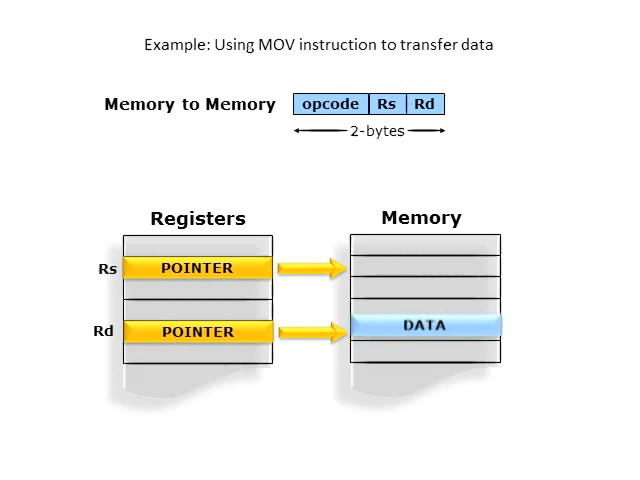 Example: Using MOV instruction to transfer data
Memory to Memory opcode Rs Rd
2-bytes
Registers Memory
Rs POINTER
Rd POINTER DATA